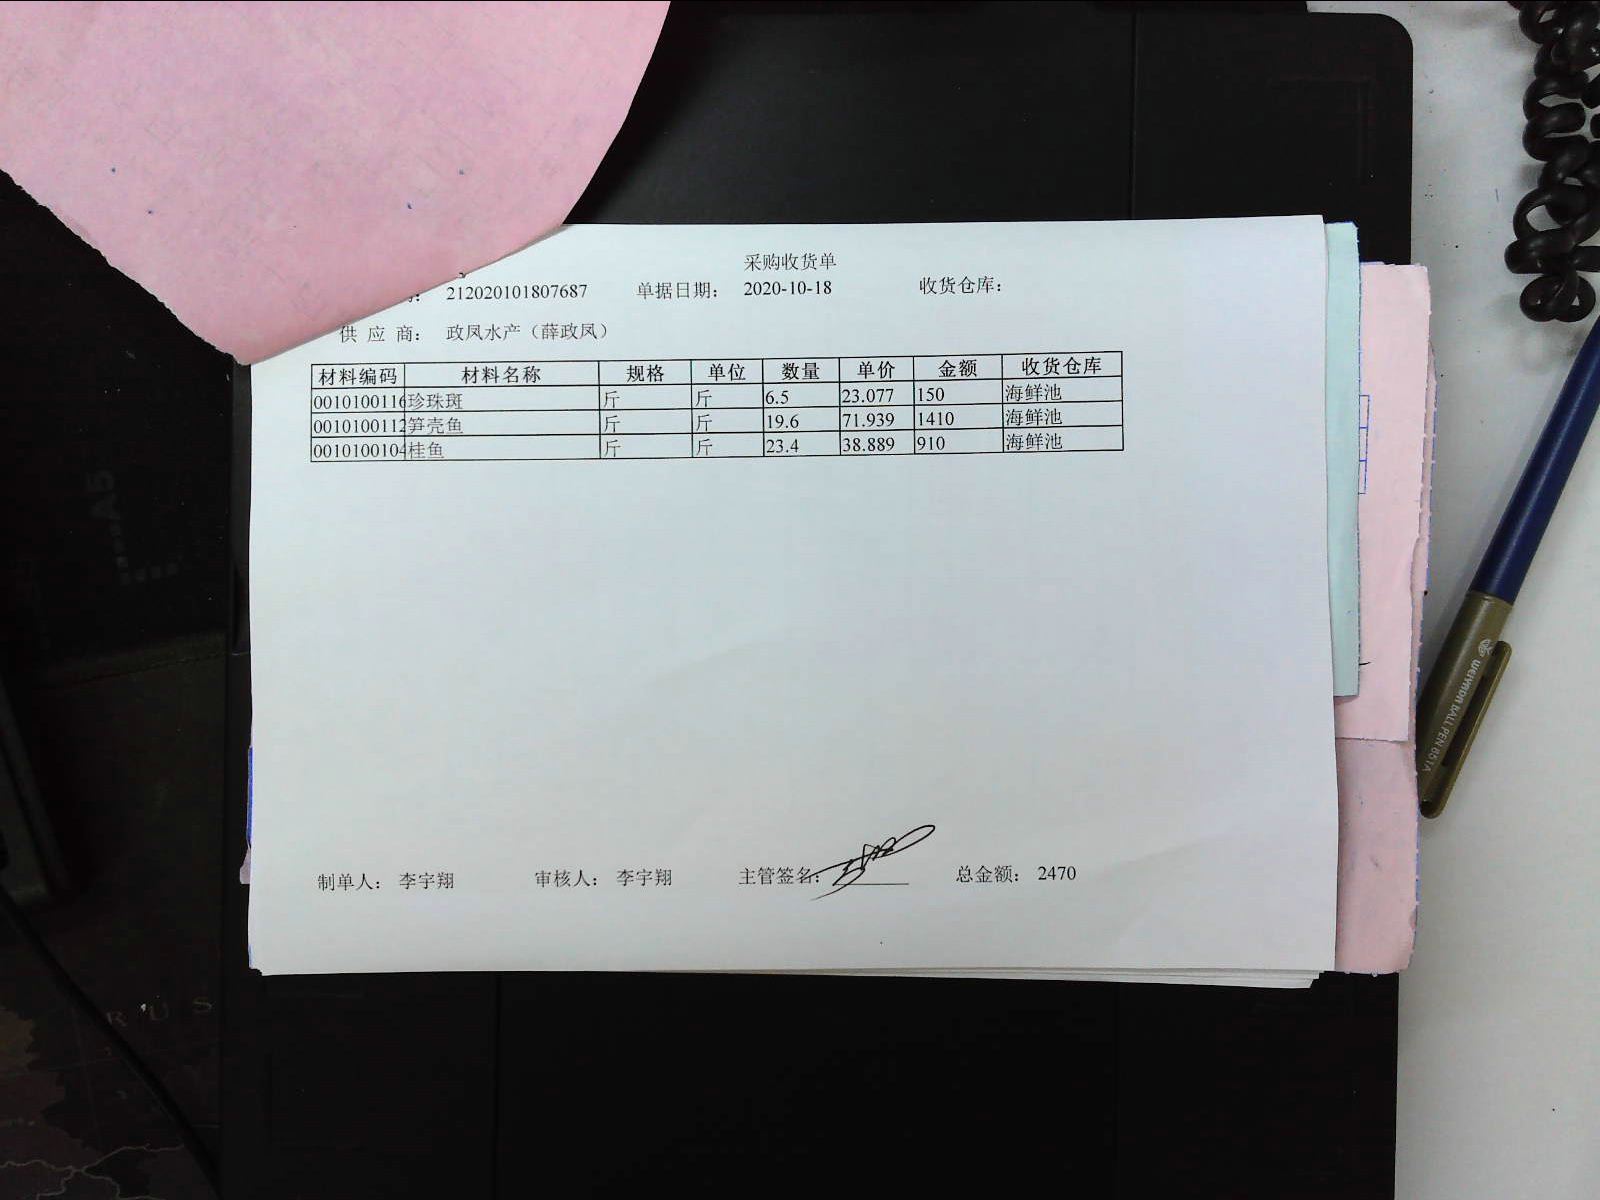 采购收货单
212020101807687 单据日期： 2020-10-18 收货仓库：
供 应 商： 政凤水产（薛政凤）
材料编码 材料名称 规格 单位 数量 单价 金额 收货仓库
0010100116 珍珠斑 斤 斤 6.5 23.077 150 海鲜池
0010100112 笋壳鱼 斤 斤 19.6 71.939 1410 海鲜池
0010100104 桂鱼 斤 斤 23.4 38.889 910 海鲜池
制单人： 李宇翔 审核人： 李宇翔 主管签名： 总金额： 2470
WEIYADA BALL PEN 851A
RUS